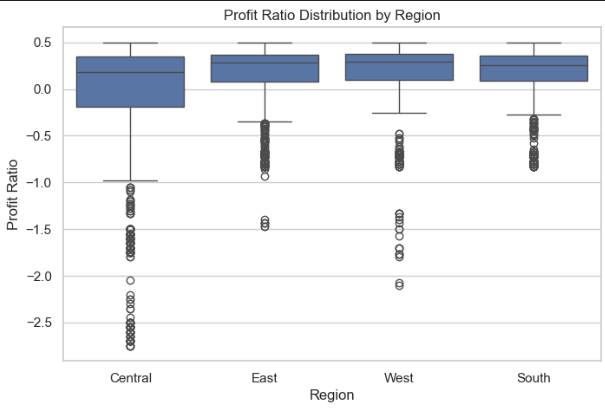 Profit Ratio Distribution by Region
0.5
0.0
−0.5
−1.0
−1.5
−2.0
−2.5
Profit Ratio
Central East West South
Region